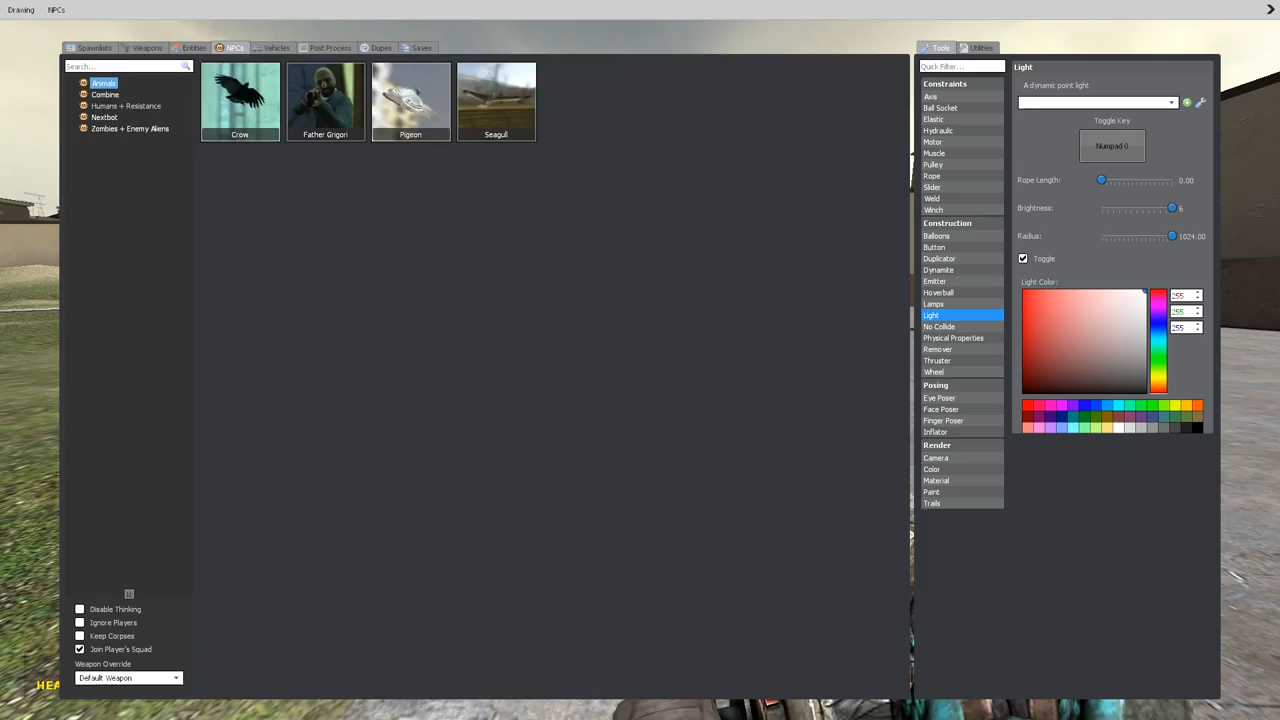 Drawing NPCs
Spawnlists Weapons Entities NPCs Vehicles Post Process Dupes Saves
Search...
Animals
Combine
Humans + Resistance
Nextbot
Zombies + Enemy Aliens
Crow
Father Grigori
Pigeon
Seagull
Disable Thinking
Ignore Players
Keep Corpses
Join Player's Squad
Weapon Override
Default Weapon
Tools Utilities
Quick Filter...
Constraints
Axis
Ball Socket
Elastic
Hydraulic
Motor
Muscle
Pulley
Rope
Slider
Weld
Winch
Construction
Balloons
Button
Duplicator
Dynamite
Emitter
Hoverball
Lamps
Light
No Collide
Physical Properties
Remover
Thruster
Wheel
Posing
Eye Poser
Face Poser
Finger Poser
Inflator
Render
Camera
Color
Material
Paint
Trails
Light
A dynamic point light
Toggle Key
Numpad 0
Rope Length: 0.00
Brightness: 6
Radius: 1024.00
Toggle
Light Color:
255
255
255